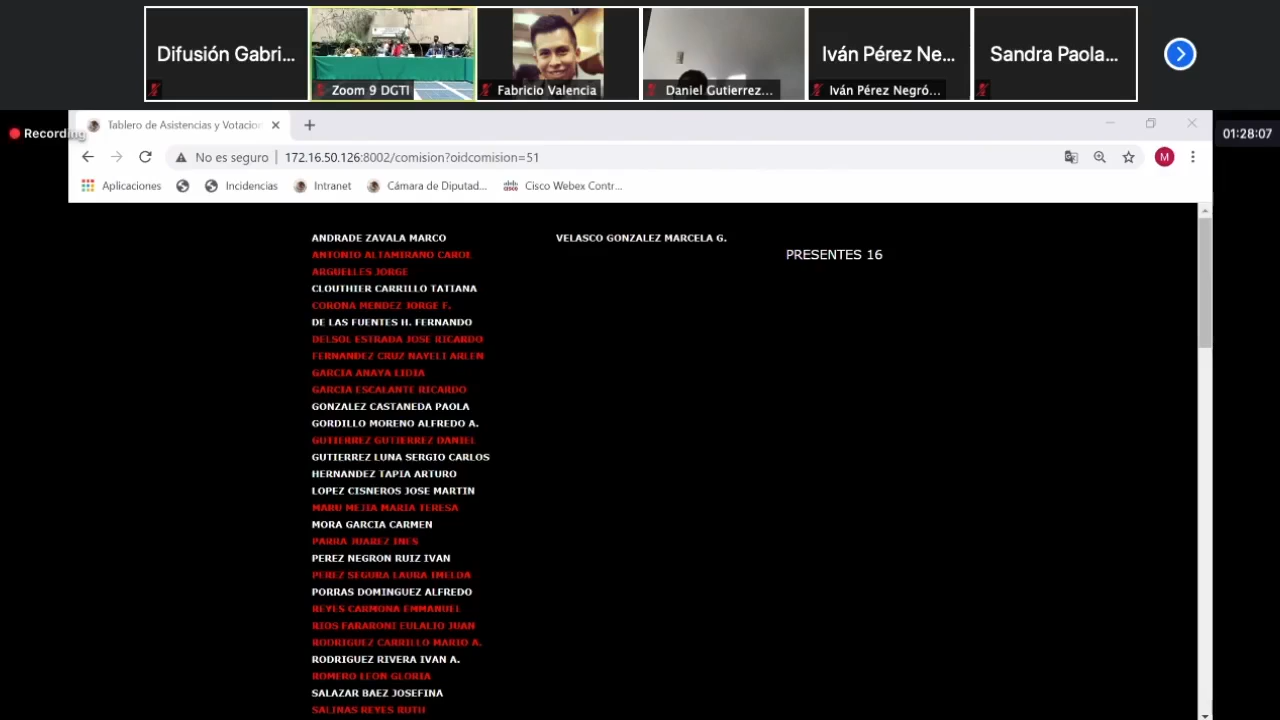 Difusión Gabri...
Zoom 9 DGTI
Fabricio Valencia
Daniel Gutierrez...
Iván Pérez Ne...
Iván Pérez Negró...
Sandra Paola...
Recording
Tablero de Asistencias y Votacion
01:28:07
No es seguro
172.16.50.126:8002/comision?oidcomision=51
M
Aplicaciones
Incidencias
Intranet
Cámara de Diputad...
Cisco Webex Contr...
ANDRADE ZAVALA MARCO
ANTONIO ALTAMIRANO CAROL
ARGUELLES JORGE
CLOUTHIER CARRILLO TATIANA
CORONA MENDEZ JORGE F.
DE LAS FUENTES H. FERNANDO
DELSOL ESTRADA JOSE RICARDO
FERNANDEZ CRUZ NAYELI ARLEN
GARCIA ANAYA LIDIA
GARCIA ESCALANTE RICARDO
GONZALEZ CASTANEDA PAOLA
GORDILLO MORENO ALFREDO A.
GUTIERREZ GUTIERREZ DANIEL
GUTIERREZ LUNA SERGIO CARLOS
HERNANDEZ TAPIA ARTURO
LOPEZ CISNEROS JOSE MARTIN
MARU MEJIA MARIA TERESA
MORA GARCIA CARMEN
PARRA JUAREZ INES
PEREZ NEGRON RUIZ IVAN
PEREZ SEGURA LAURA IMELDA
PORRAS DOMINGUEZ ALFREDO
REYES CARMONA EMMANUEL
RIOS FARARONI EULALIO JUAN
RODRIGUEZ CARRILLO MARIO A.
RODRIGUEZ RIVERA IVAN A.
ROMERO LEON GLORIA
SALAZAR BAEZ JOSEFINA
SALINAS REYES RUTH
VELASCO GONZALEZ MARCELA G.
PRESENTES 16